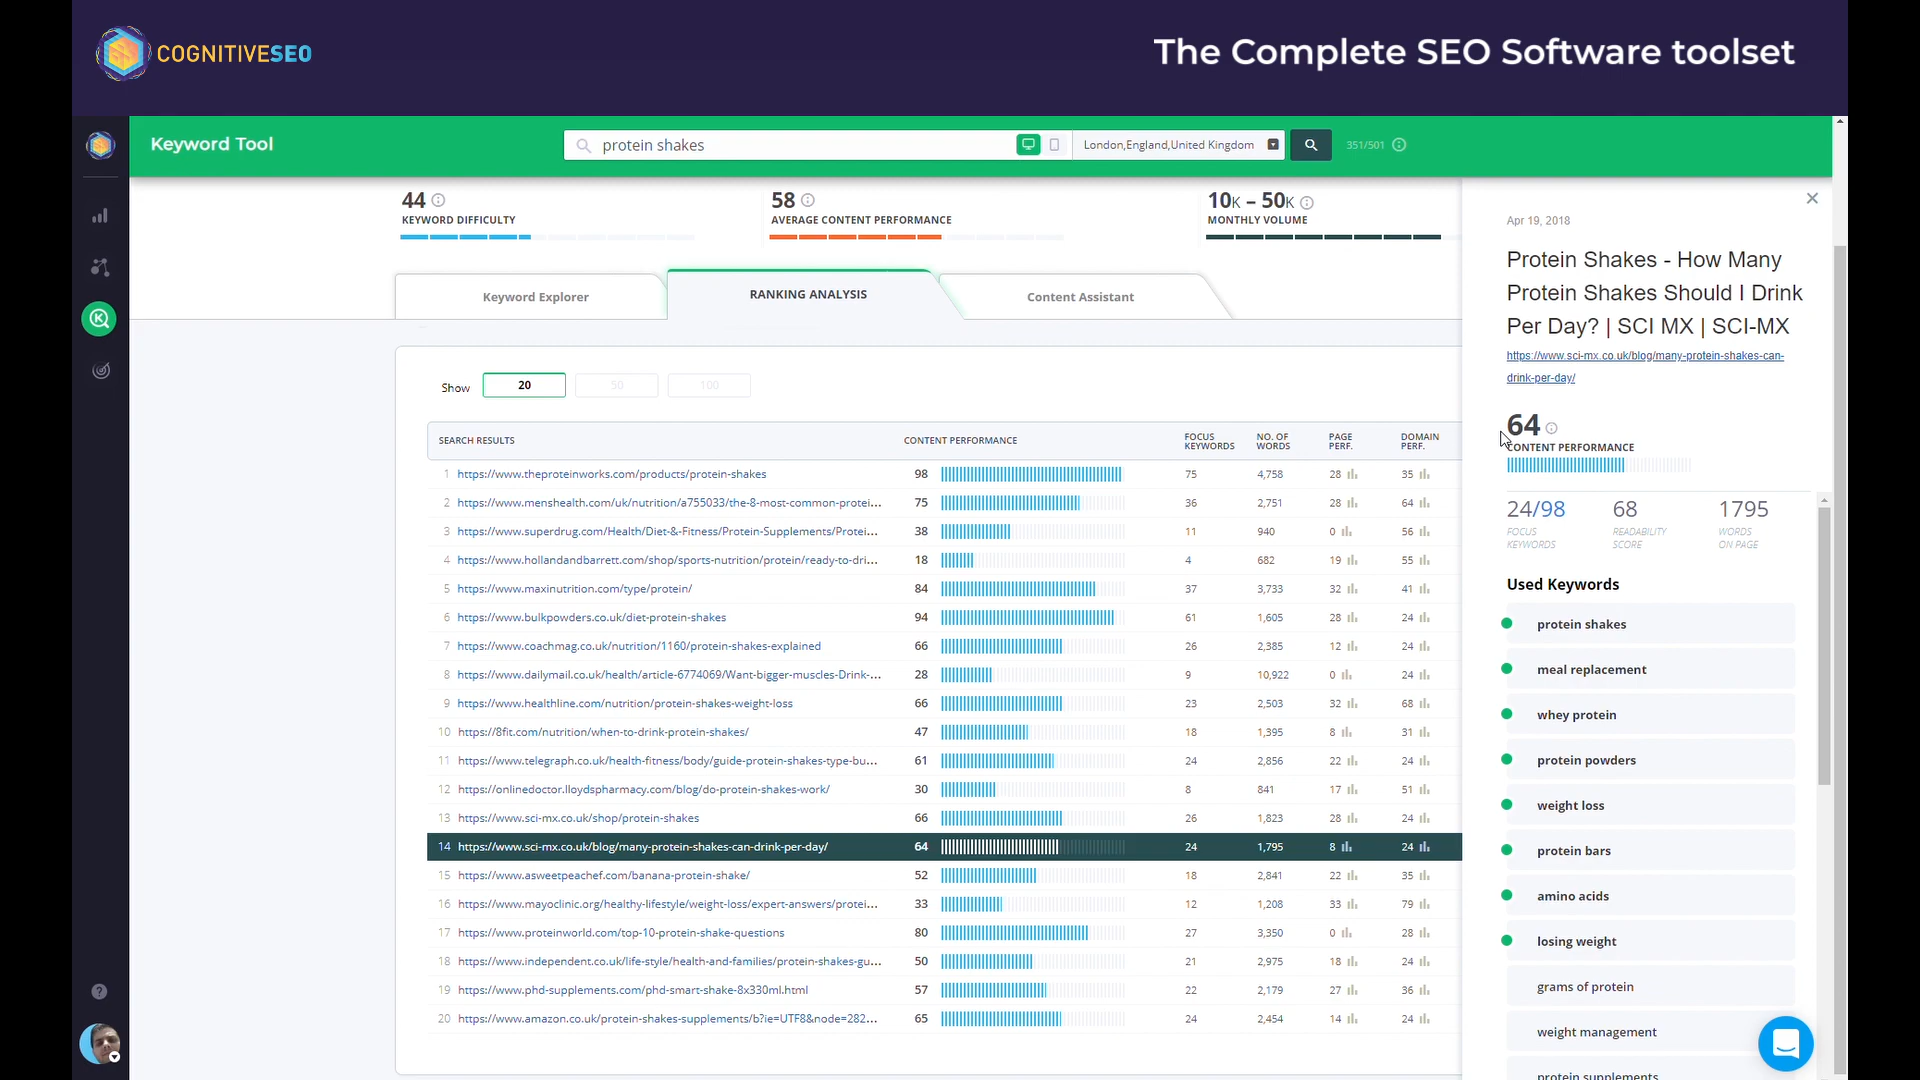 COGNITIVESEO
The Complete SEO Software toolset
Keyword Tool
protein shakes
London,England,United Kingdom
351/501
44
KEYWORD DIFFICULTY
58
AVERAGE CONTENT PERFORMANCE
10K – 50K
MONTHLY VOLUME
Keyword Explorer
RANKING ANALYSIS
Content Assistant
Show
20
50
100
SEARCH RESULTS CONTENT PERFORMANCE FOCUS KEYWORDS NO. OF WORDS PAGE PERF. DOMAIN PERF.
1 https://www.theproteinworks.com/products/protein-shakes 98 75 4,758 28 35
2 https://www.menshealth.com/uk/nutrition/a755033/the-8-most-common-protei... 75 36 2,751 28 64
3 https://www.superdrug.com/Health/Diet-&-Fitness/Protein-Supplements/Protei... 38 11 940 0 56
4 https://www.hollandandbarrett.com/shop/sports-nutrition/protein/ready-to-dri... 18 4 682 19 55
5 https://www.maxinutrition.com/type/protein/ 84 37 3,733 32 41
6 https://www.bulkpowders.co.uk/diet-protein-shakes 94 61 1,605 28 24
7 https://www.coachmag.co.uk/nutrition/1160/protein-shakes-explained 66 26 2,385 12 24
8 https://www.dailymail.co.uk/health/article-6774069/Want-bigger-muscles-Drink-... 28 9 10,922 0 24
9 https://www.healthline.com/nutrition/protein-shakes-weight-loss 66 23 2,503 32 68
10 https://8fit.com/nutrition/when-to-drink-protein-shakes/ 47 18 1,395 8 31
11 https://www.telegraph.co.uk/health-fitness/body/guide-protein-shakes-type-bu... 61 24 2,856 22 24
12 https://onlinedoctor.lloydspharmacy.com/blog/do-protein-shakes-work/ 30 8 841 17 51
13 https://www.sci-mx.co.uk/shop/protein-shakes 66 26 1,823 28 24
14 https://www.sci-mx.co.uk/blog/many-protein-shakes-can-drink-per-day/ 64 24 1,795 8 24
15 https://www.asweetpeachef.com/banana-protein-shake/ 52 18 2,841 22 35
16 https://www.mayoclinic.org/healthy-lifestyle/weight-loss/expert-answers/protei... 33 12 1,208 33 79
17 https://www.proteinworld.com/top-10-protein-shake-questions 80 27 3,350 0 28
18 https://www.independent.co.uk/life-style/health-and-families/protein-shakes-gu... 50 21 2,975 18 24
19 https://www.phd-supplements.com/phd-smart-shake-8x330ml.html 57 22 2,179 27 36
20 https://www.amazon.co.uk/protein-shakes-supplements/b?ie=UTF8&node=282... 65 24 2,454 14 24
Apr 19, 2018
Protein Shakes - How Many
Protein Shakes Should I Drink
Per Day? | SCI MX | SCI-MX
https://www.sci-mx.co.uk/blog/many-protein-shakes-can-
drink-per-day/
64
CONTENT PERFORMANCE
24/98 68 1795
FOCUS READABILITY WORDS
KEYWORDS SCORE ON PAGE
Used Keywords
protein shakes
meal replacement
whey protein
protein powders
weight loss
protein bars
amino acids
losing weight
grams of protein
weight management
protein supplements